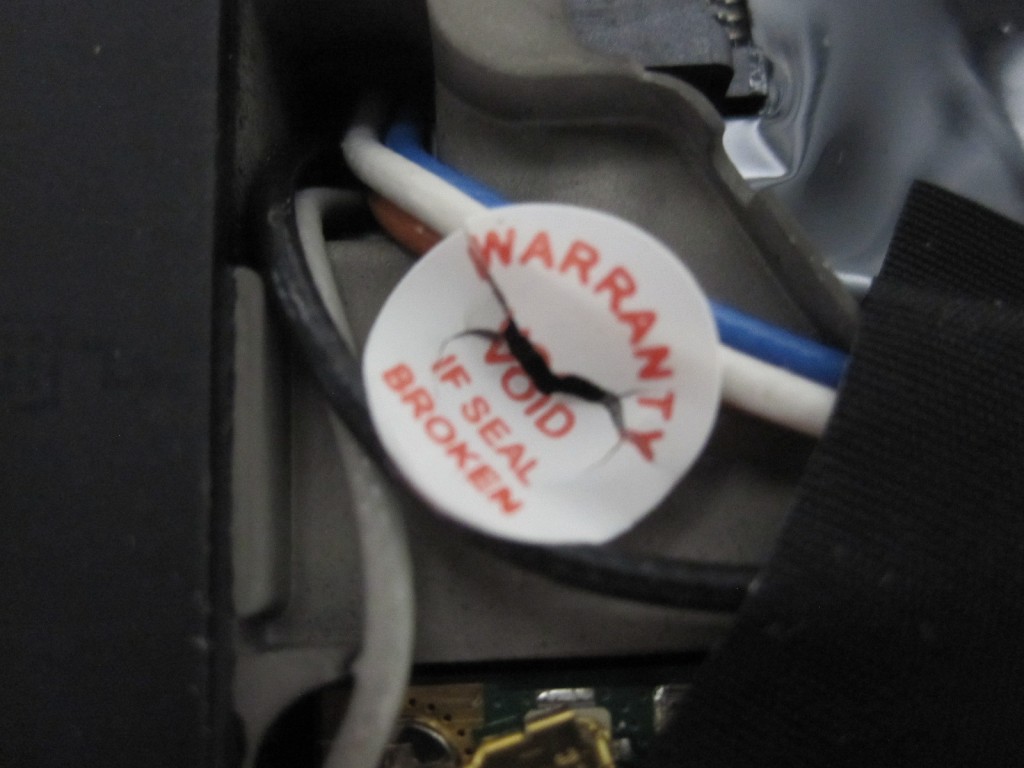 WARRANTY
VOID
IF SEAL
BROKEN